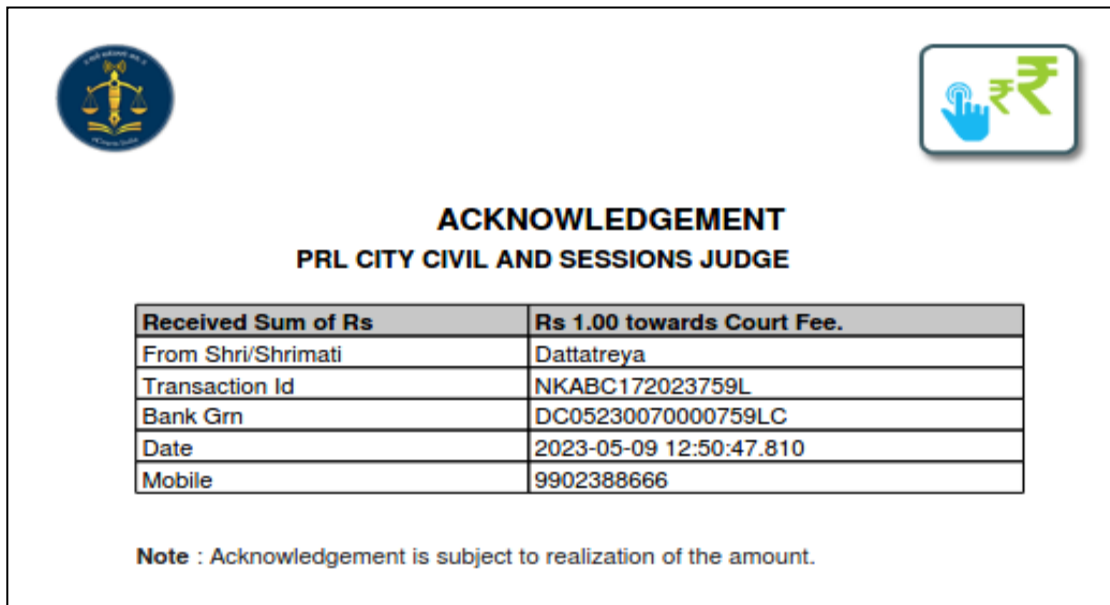 ACKNOWLEDGEMENT
PRL CITY CIVIL AND SESSIONS JUDGE
Received Sum of Rs Rs 1.00 towards Court Fee.
From Shri/Shrimati Dattatreya
Transaction Id NKABC172023759L
Bank Grn DC05230070000759LC
Date 2023-05-09 12:50:47.810
Mobile 9902388666
Note : Acknowledgement is subject to realization of the amount.